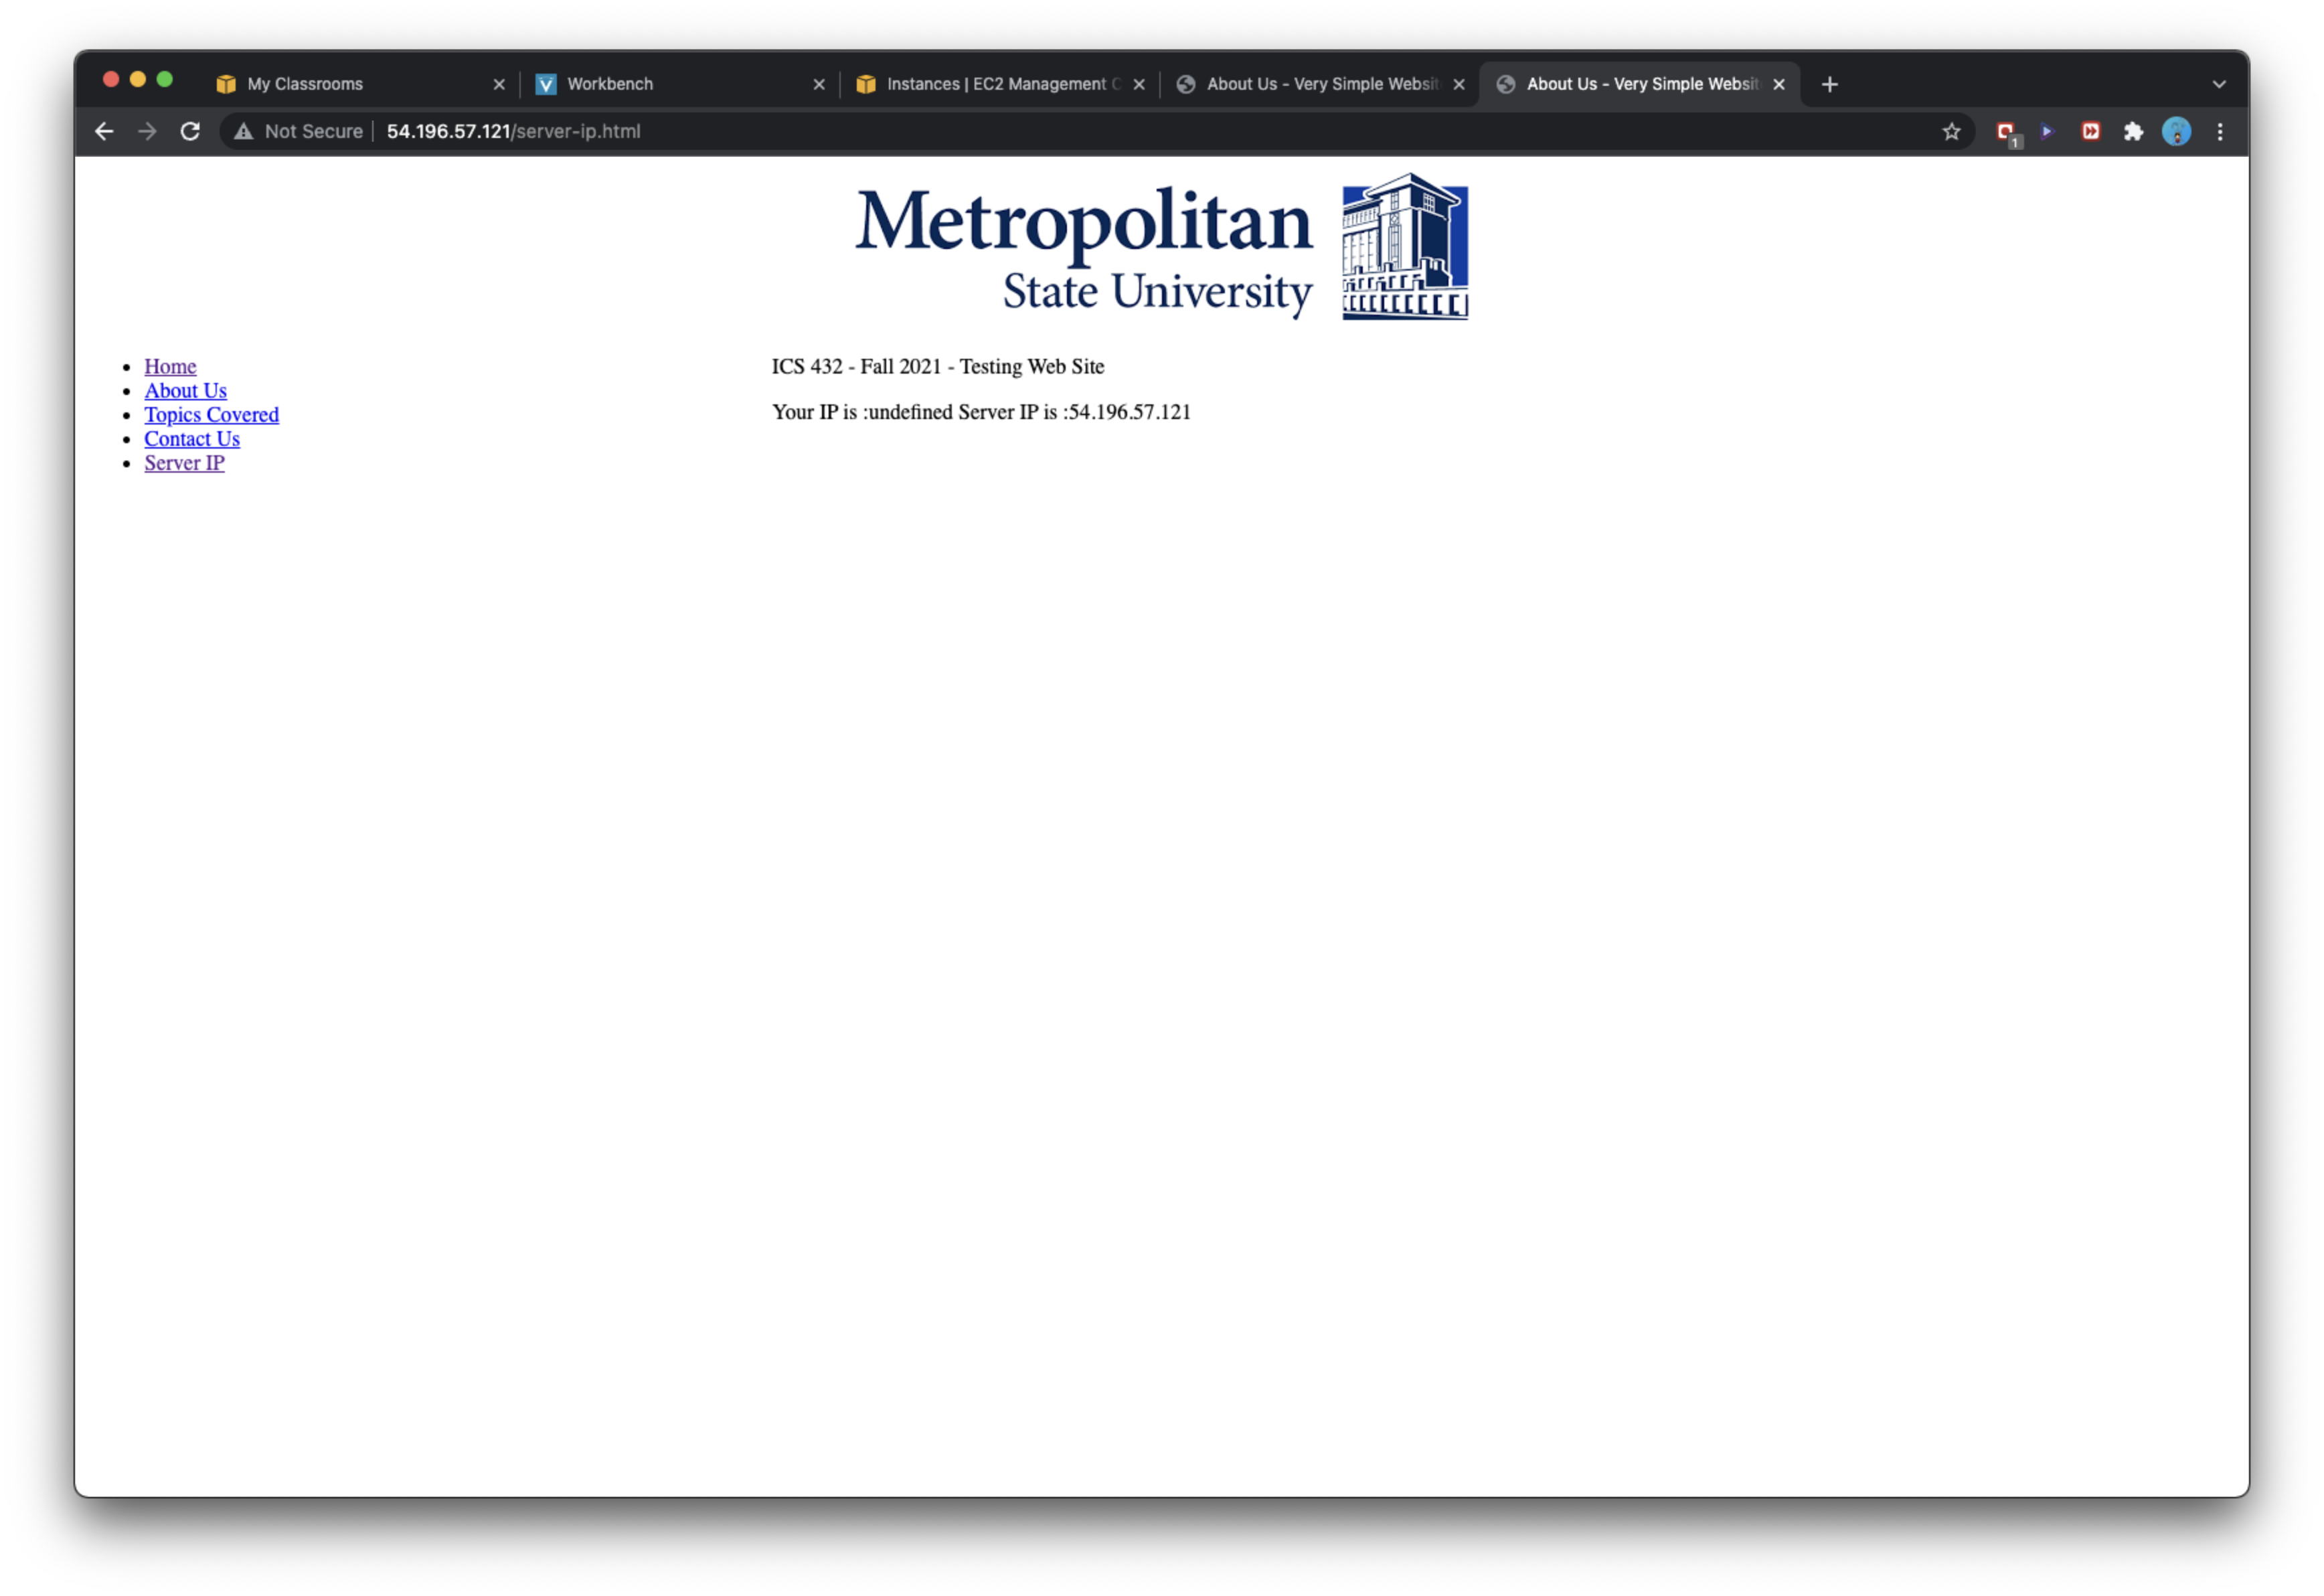 My Classrooms
Workbench
Instances | EC2 Management C
About Us - Very Simple Websit
About Us - Very Simple Websit
Not Secure
54.196.57.121/server-ip.html
1
Metropolitan
State University
Home
About Us
Topics Covered
Contact Us
Server IP
ICS 432 - Fall 2021 - Testing Web Site
Your IP is :undefined Server IP is :54.196.57.121